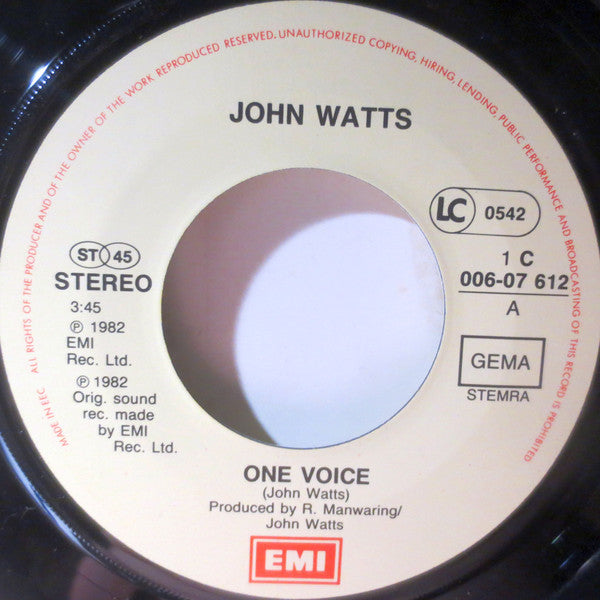 ALL RIGHTS OF THE PRODUCER AND OF THE OWNER OF THE WORK REPRODUCED RESERVED. UNAUTHORIZED COPYING, HIRING, LENDING, PUBLIC PERFORMANCE AND BROADCASTING OF THIS RECORD IS PROHIBITED
MADE IN EEC
JOHN WATTS
LC 0542
ST 45
STEREO
3:45
℗ 1982
EMI
Rec. Ltd.
℗ 1982
Orig. sound
rec. made
by EMI
Rec. Ltd.
1 C
006-07 612
A
GEMA
STEMRA
ONE VOICE
(John Watts)
Produced by R. Manwaring/
John Watts
EMI